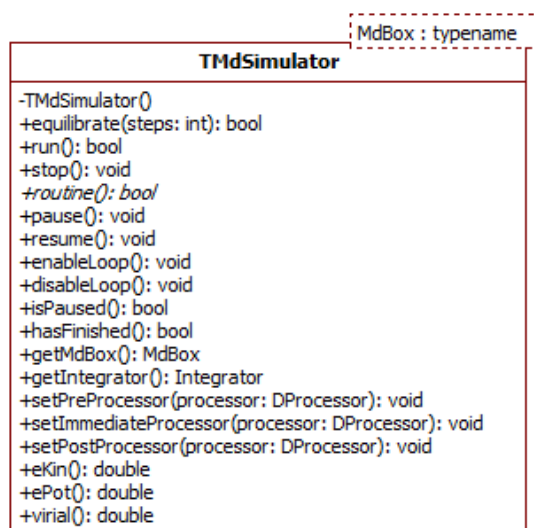 MdBox : typename
TMdSimulator
-TMdSimulator()
+equilibrate(steps: int): bool
+run(): bool
+stop(): void
+routine(): bool
+pause(): void
+resume(): void
+enableLoop(): void
+disableLoop(): void
+isPaused(): bool
+hasFinished(): bool
+getMdBox(): MdBox
+getIntegrator(): Integrator
+setPreProcessor(processor: DProcessor): void
+setImmediateProcessor(processor: DProcessor): void
+setPostProcessor(processor: DProcessor): void
+eKin(): double
+ePot(): double
+virial(): double